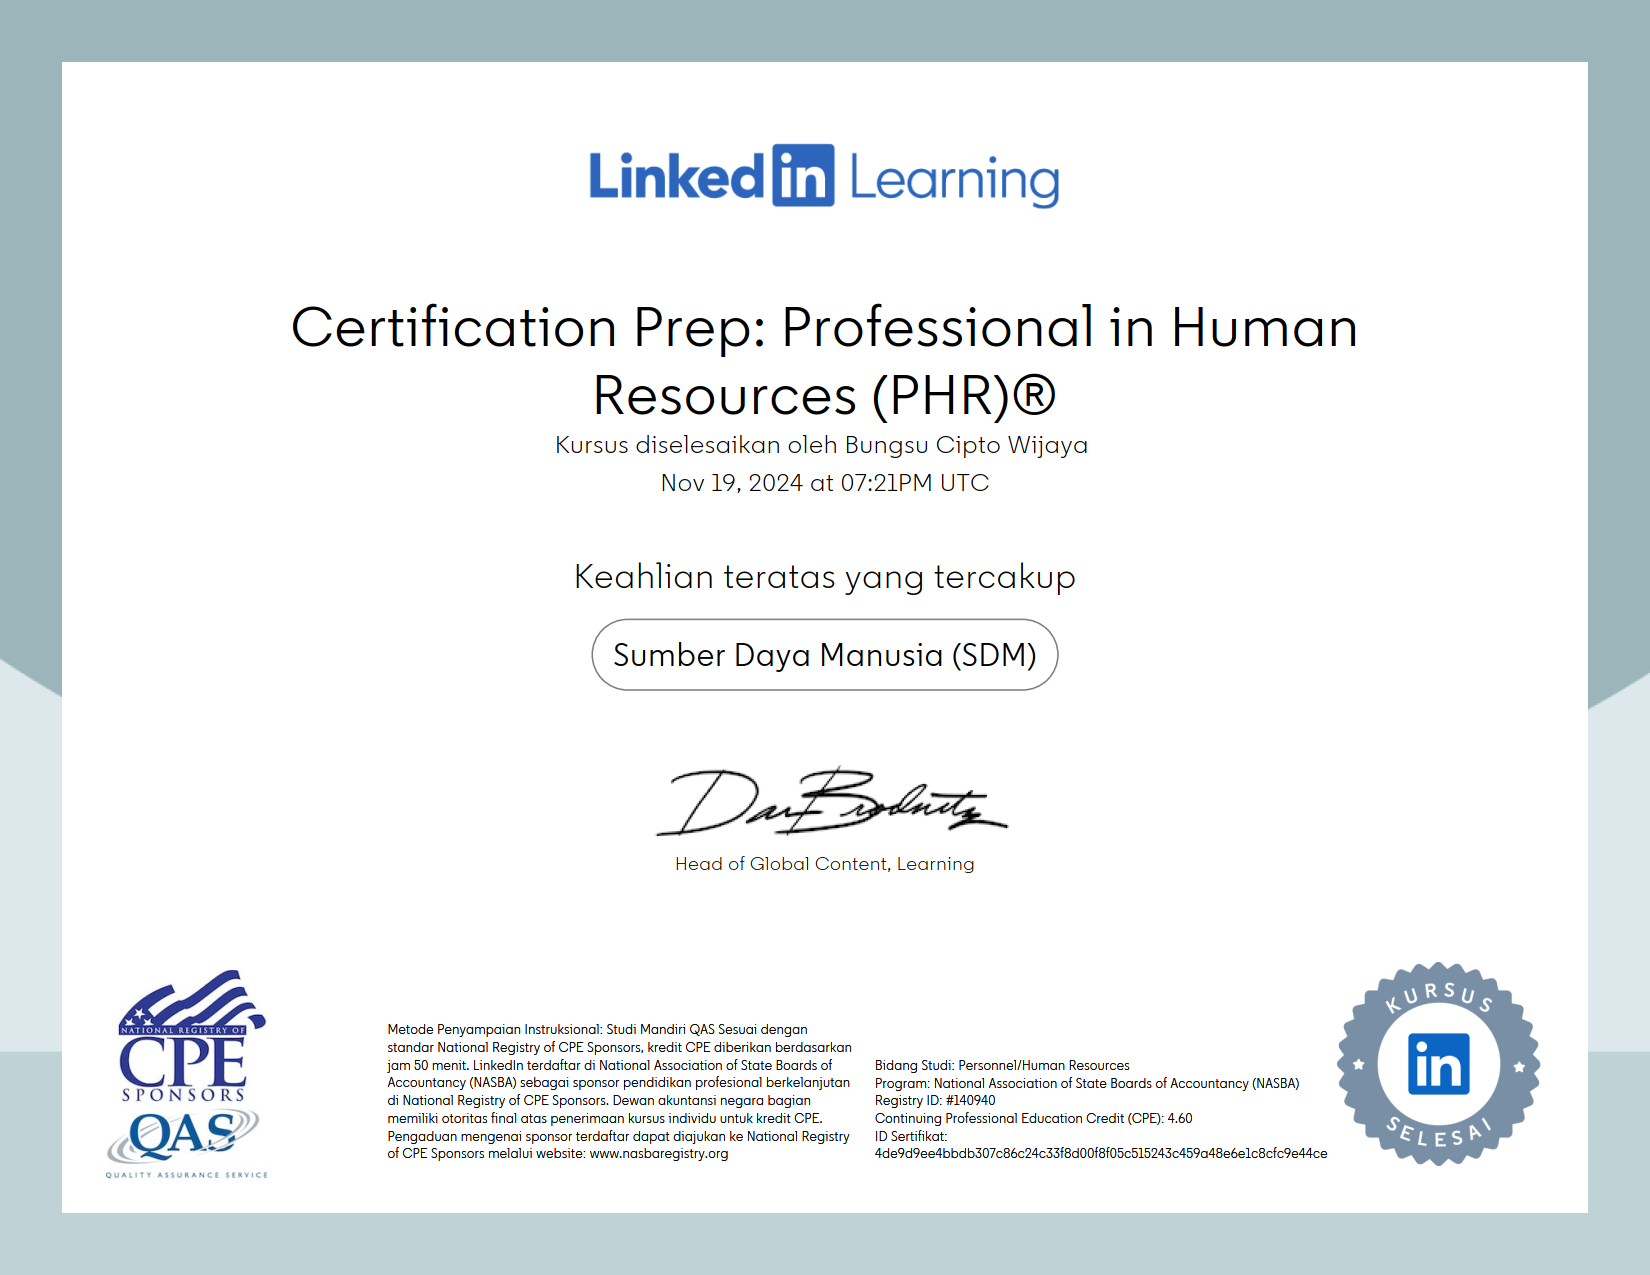 LinkedIn Learning
Certification Prep: Professional in Human
Resources (PHR)®
Kursus diselesaikan oleh Bungsu Cipto Wijaya
Nov 19, 2024 at 07:21PM UTC
Keahlian teratas yang tercakup
Sumber Daya Manusia (SDM)
Dan Brodnitz
Head of Global Content, Learning
NATIONAL REGISTRY OF
CPE
SPONSORS
QAS
QUALITY ASSURANCE SERVICE
Metode Penyampaian Instruksional: Studi Mandiri QAS Sesuai dengan
standar National Registry of CPE Sponsors, kredit CPE diberikan berdasarkan
jam 50 menit. LinkedIn terdaftar di National Association of State Boards of
Accountancy (NASBA) sebagai sponsor pendidikan profesional berkelanjutan
di National Registry of CPE Sponsors. Dewan akuntansi negara bagian
memiliki otoritas final atas penerimaan kursus individu untuk kredit CPE.
Pengaduan mengenai sponsor terdaftar dapat diajukan ke National Registry
of CPE Sponsors melalui website: www.nasbaregistry.org
Bidang Studi: Personnel/Human Resources
Program: National Association of State Boards of Accountancy (NASBA)
Registry ID: #140940
Continuing Professional Education Credit (CPE): 4.60
ID Sertifikat:
4de9d9ee4bbdb307c86c24c33f8d00f8f05c515243c459a48e6e1c8cfc9e44ce
KURSUS
in
SELESAI